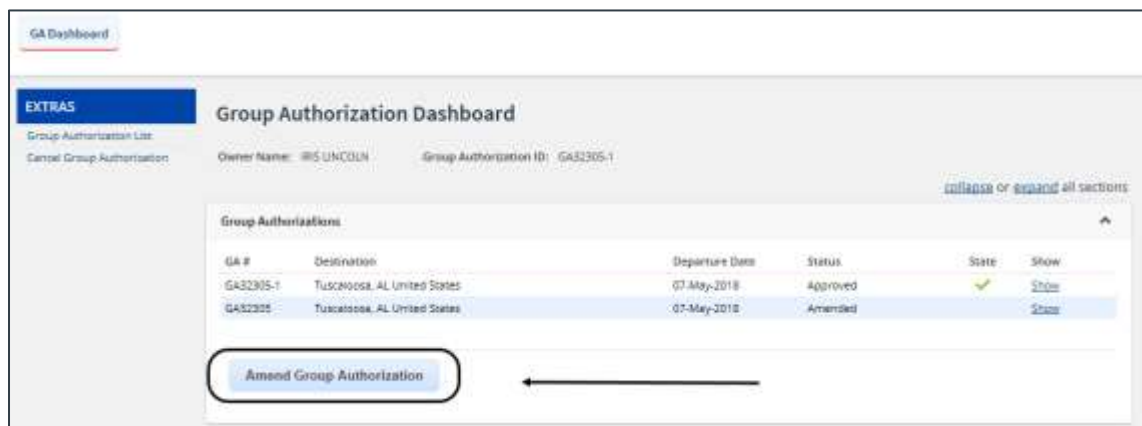 GA Dashboard
EXTRAS
Group Authorization List
Cancel Group Authorization
Group Authorization Dashboard
Owner Name: IRIS LINCOLN Group Authorization ID: GA32305-1
collapse or expand all sections
Group Authorizations
GA # Destination Departure Date Status State Show
GA32305-1 Tuscaloosa, AL United States 07-May-2018 Approved Show
GA32305 Tuscaloosa, AL United States 07-May-2018 Amended Show
Amend Group Authorization